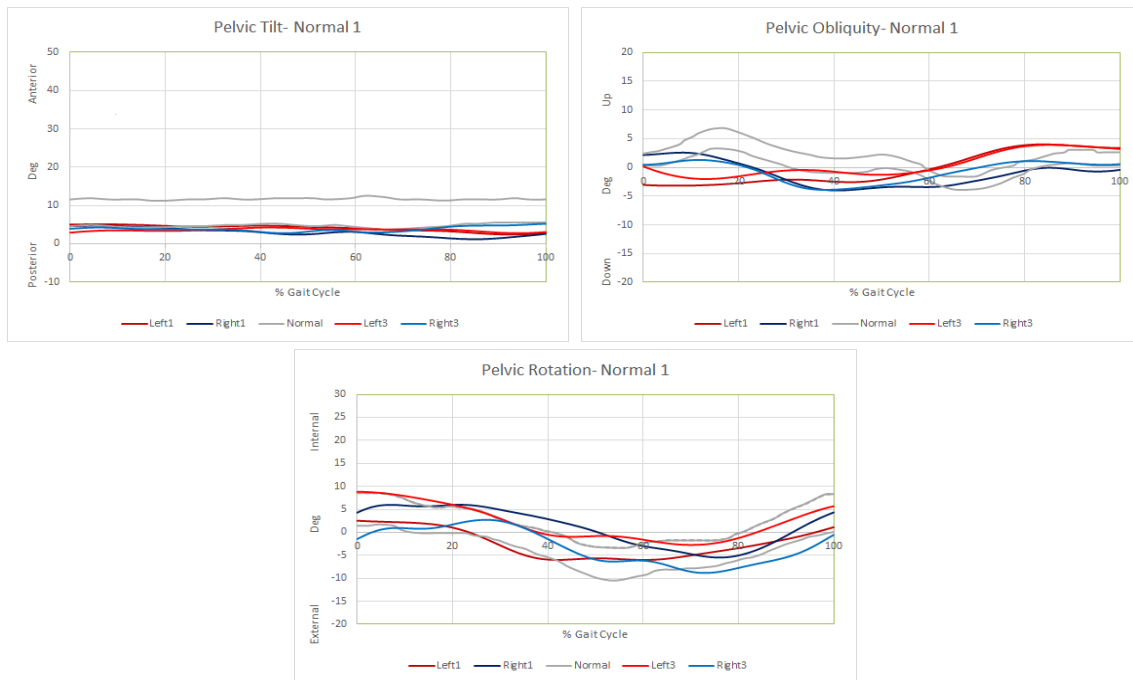 Pelvic Tilt- Normal 1
Anterior
Deg
Posterior
50
40
30
20
10
0
-10
0 20 40 60 80 100
% Gait Cycle
Left1 Right1 Normal Left3 Right3
Pelvic Obliquity- Normal 1
Up
Deg
Down
20
15
10
5
0
-5
-10
-15
-20
0 20 40 60 80 100
% Gait Cycle
Left1 Right1 Normal Left3 Right3
Pelvic Rotation- Normal 1
Internal
Deg
External
30
25
20
15
10
5
0
-5
-10
-15
-20
0 20 40 60 80 100
% Gait Cycle
Left1 Right1 Normal Left3 Right3